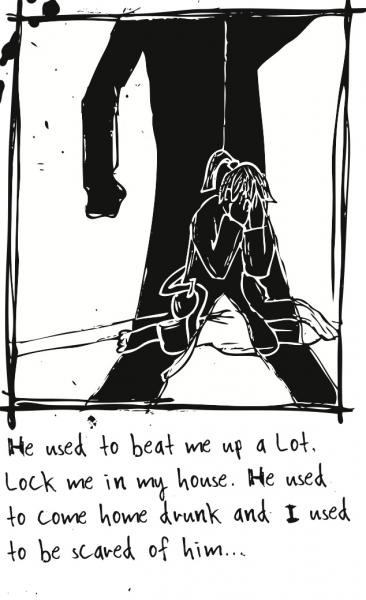 He used to beat me up a lot.
Lock me in my house. He used
to come home drunk and I used
to be scared of him...